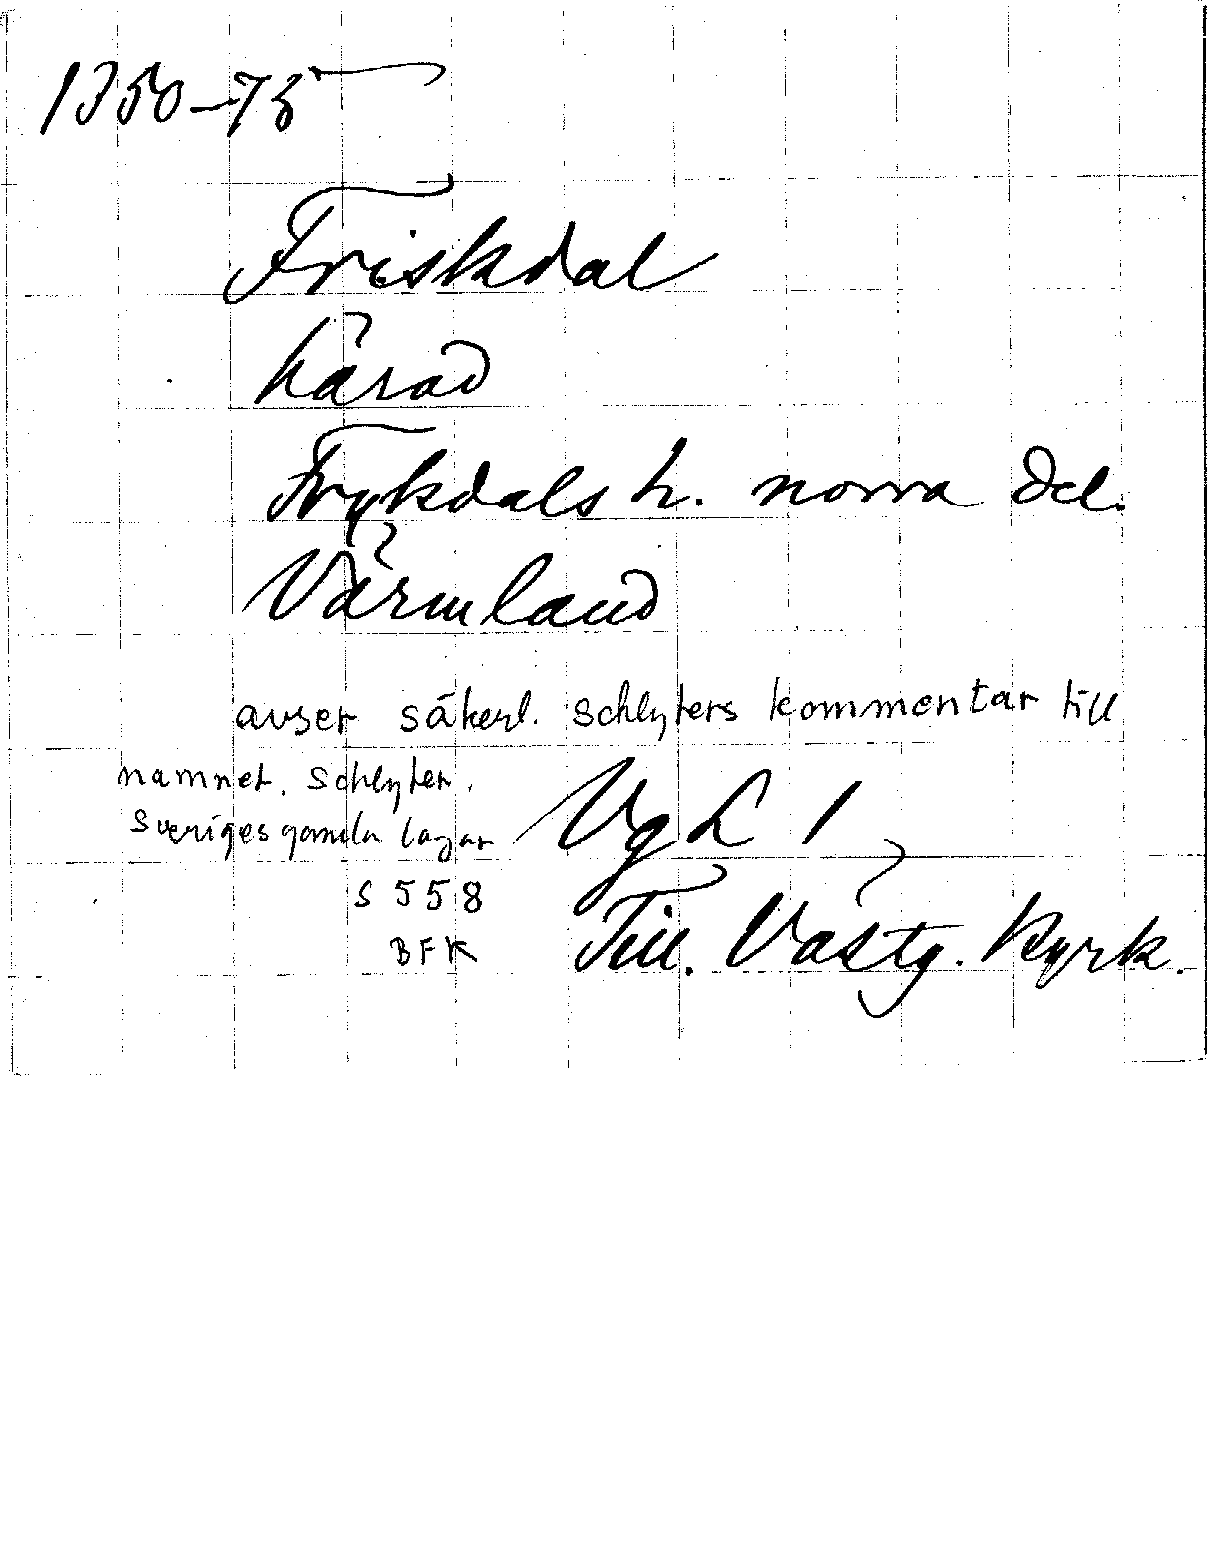 1350-75
Friskdal
härad
Frykdals h. norra del.
Värmland
avser säkerl. Schlyters kommentar till
namnet. Schlyter.
Sveriges gamla lagar
VgL 1
S 558
BFK
Till. Västg. Kyrk.